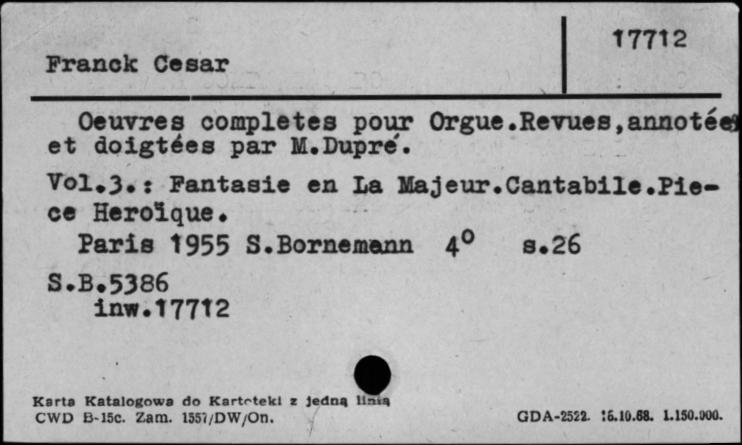 17712
Franck Cesar
Oeuvres completes pour Orgue.Revues,annotées
et doigtées par M.Dupré.
Vol.3.: Fantasie en La Majeur.Cantabile.Pie-
ce Heroïque.
Paris 1955 S.Bornemann 4° s.26
S.B.5386
inw.17712
Karta Katalogowa do Kartoteki z jedną linią
CWD B-15c. Zam. 1557/DW/On. GDA-2522. 16.10.68. 1.150.000.